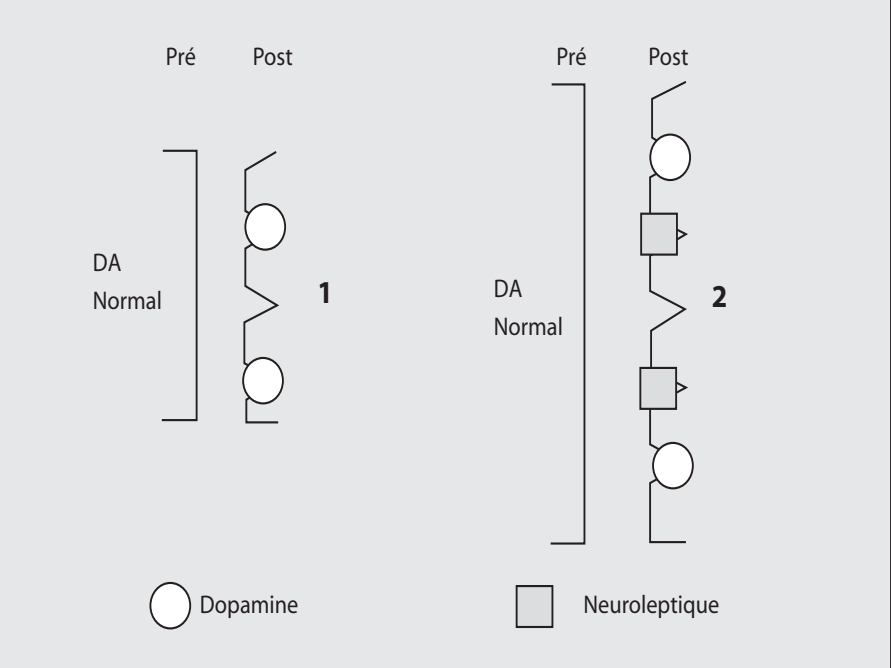 Pré Post
DA
Normal
1
Pré Post
DA
Normal
2
Dopamine
Neuroleptique